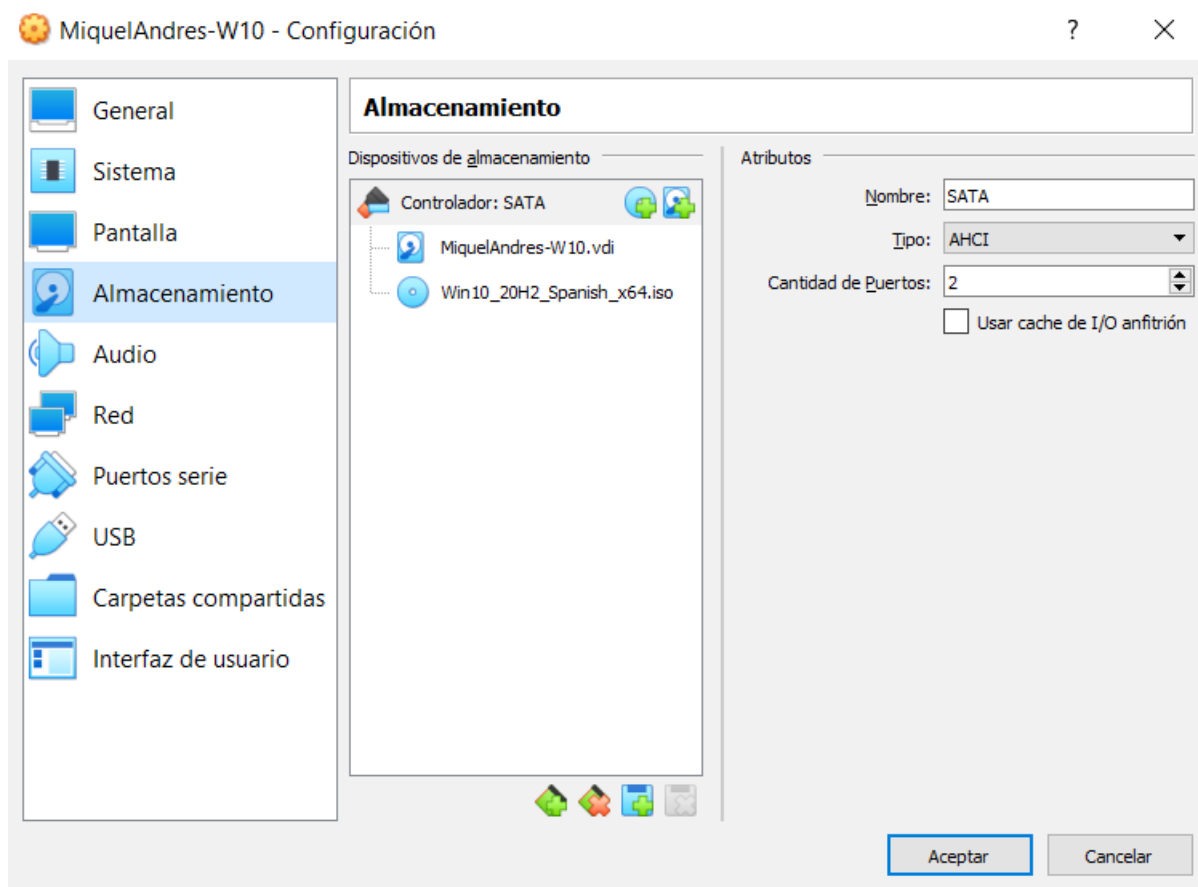 MiquelAndres-W10 - Configuración
?
General
Sistema
Pantalla
Almacenamiento
Audio
Red
Puertos serie
USB
Carpetas compartidas
Interfaz de usuario
Almacenamiento
Dispositivos de almacenamiento
Controlador: SATA
MiquelAndres-W10.vdi
Win10_20H2_Spanish_x64.iso
Atributos
Nombre: SATA
Tipo: AHCI
Cantidad de Puertos: 2
Usar cache de I/O anfitrión
Aceptar
Cancelar